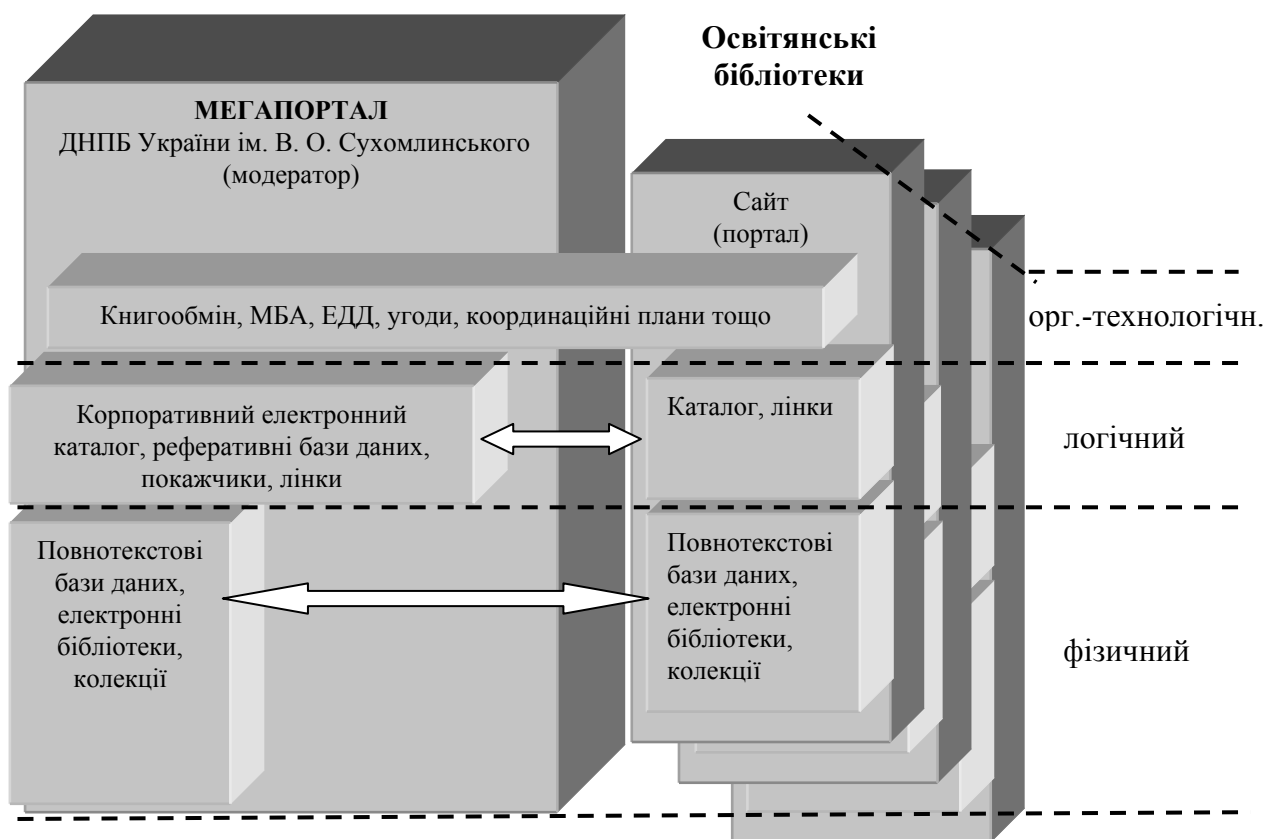 Освітянські
бібліотеки
МЕГАПОРТАЛ
ДНПБ України ім. В. О. Сухомлинського
(модератор)
Сайт
(портал)
Книгообмін, МБА, ЕДД, угоди, координаційні плани тощо
орг.-технологічн.
Корпоративний електронний
каталог, реферативні бази даних,
покажчики, лінки
Каталог, лінки
логічний
Повнотекстові
бази даних,
електронні
бібліотеки,
колекції
Повнотекстові
бази даних,
електронні
бібліотеки,
колекції
фізичний